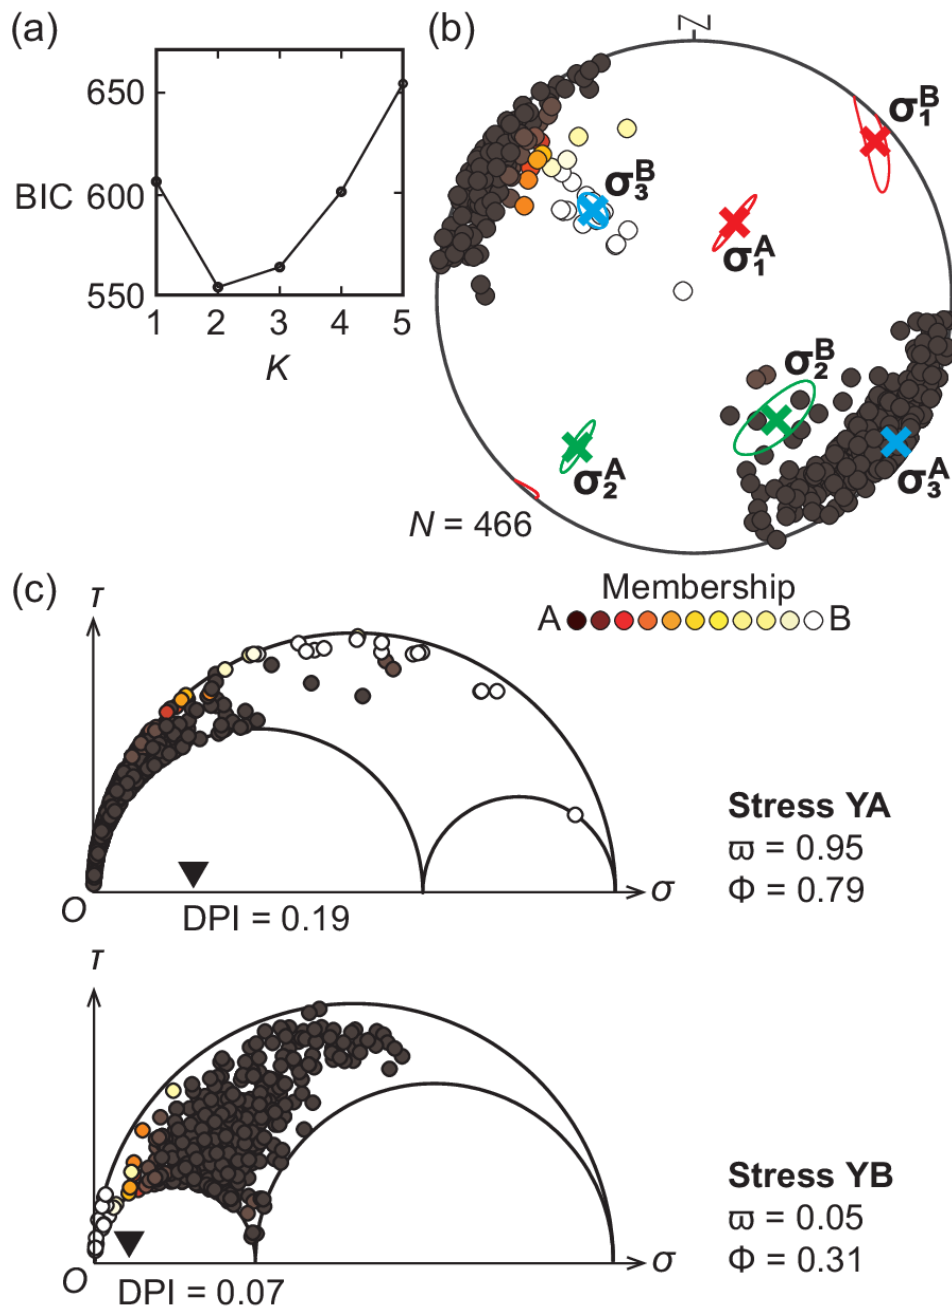 (a)
650
600
550
BIC
1 2 3 4 5
K
(b)
N
σ₁ᴮ
σ₃ᴮ
σ₁ᴬ
σ₂ᴮ
σ₂ᴬ
σ₃ᴬ
N = 466
Membership
A B
(c)
τ
O
σ
DPI = 0.19
Stress YA
ϖ = 0.95
Φ = 0.79
τ
O
σ
DPI = 0.07
Stress YB
ϖ = 0.05
Φ = 0.31